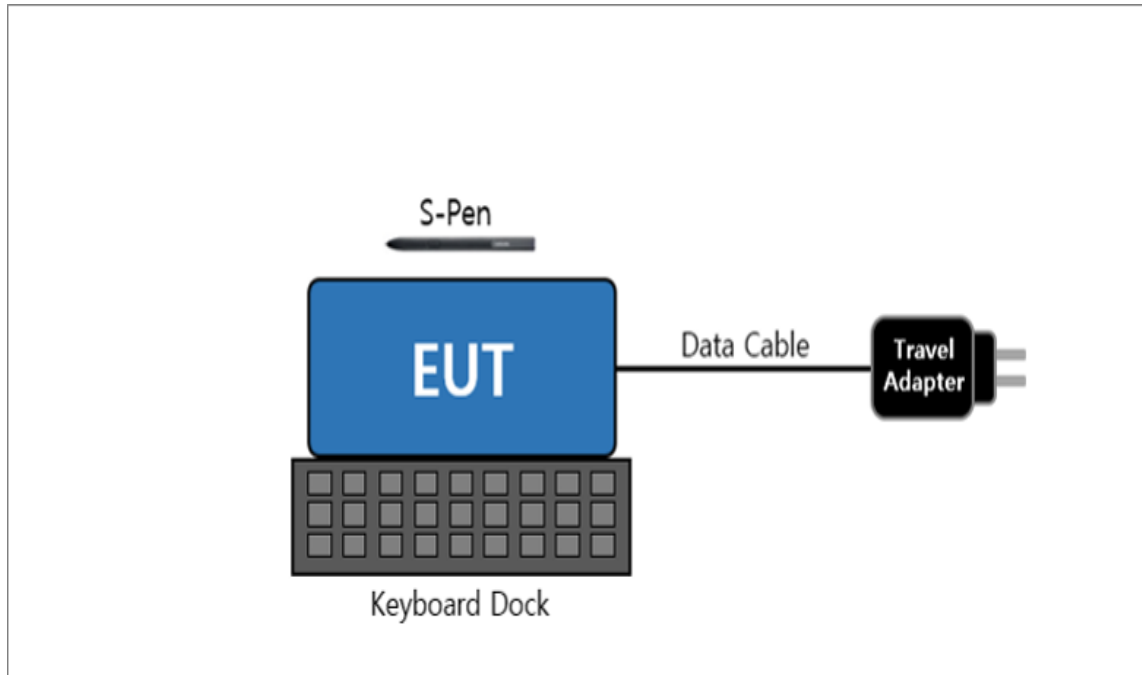 S-Pen
EUT
Data Cable
Travel
Adapter
Keyboard Dock